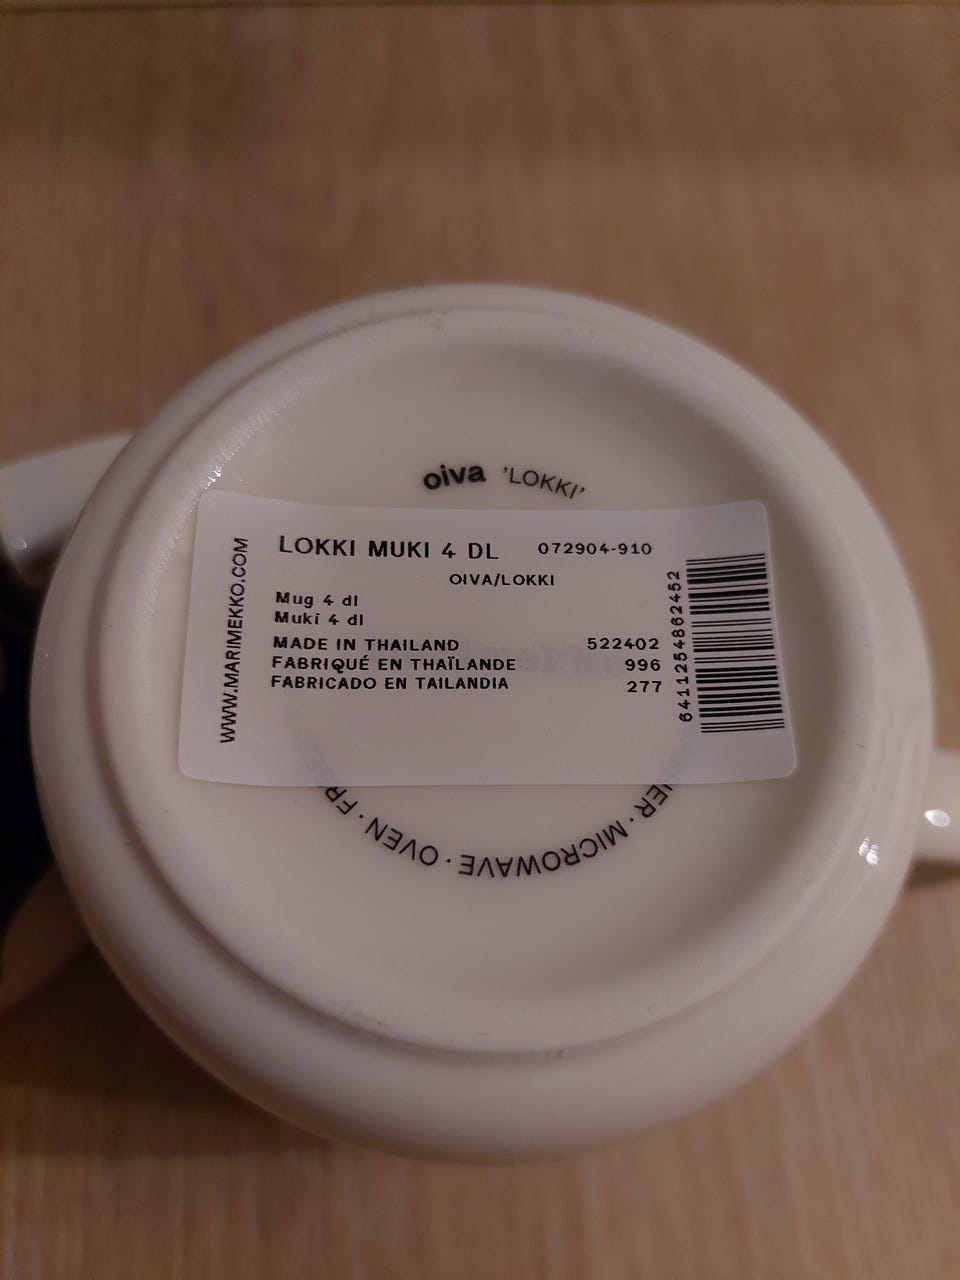 oiva 'LOKKI'
WWW.MARIMEKKO.COM
LOKKI MUKI 4 DL 072904-910
OIVA/LOKKI
Mug 4 dl
Muki 4 dl
MADE IN THAILAND 522402
FABRIQUÉ EN THAÏLANDE 996
FABRICADO EN TAILANDIA 277
6411254862452
MICROWAVE · OVEN ·